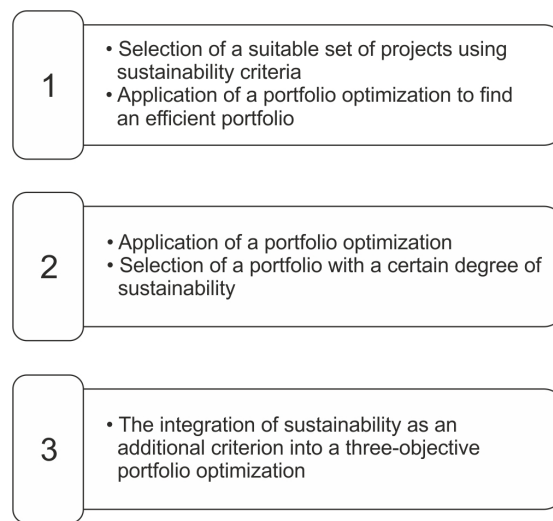 1
• Selection of a suitable set of projects using
sustainability criteria
• Application of a portfolio optimization to find
an efficient portfolio
2
• Application of a portfolio optimization
• Selection of a portfolio with a certain degree of
sustainability
3
• The integration of sustainability as an
additional criterion into a three-objective
portfolio optimization